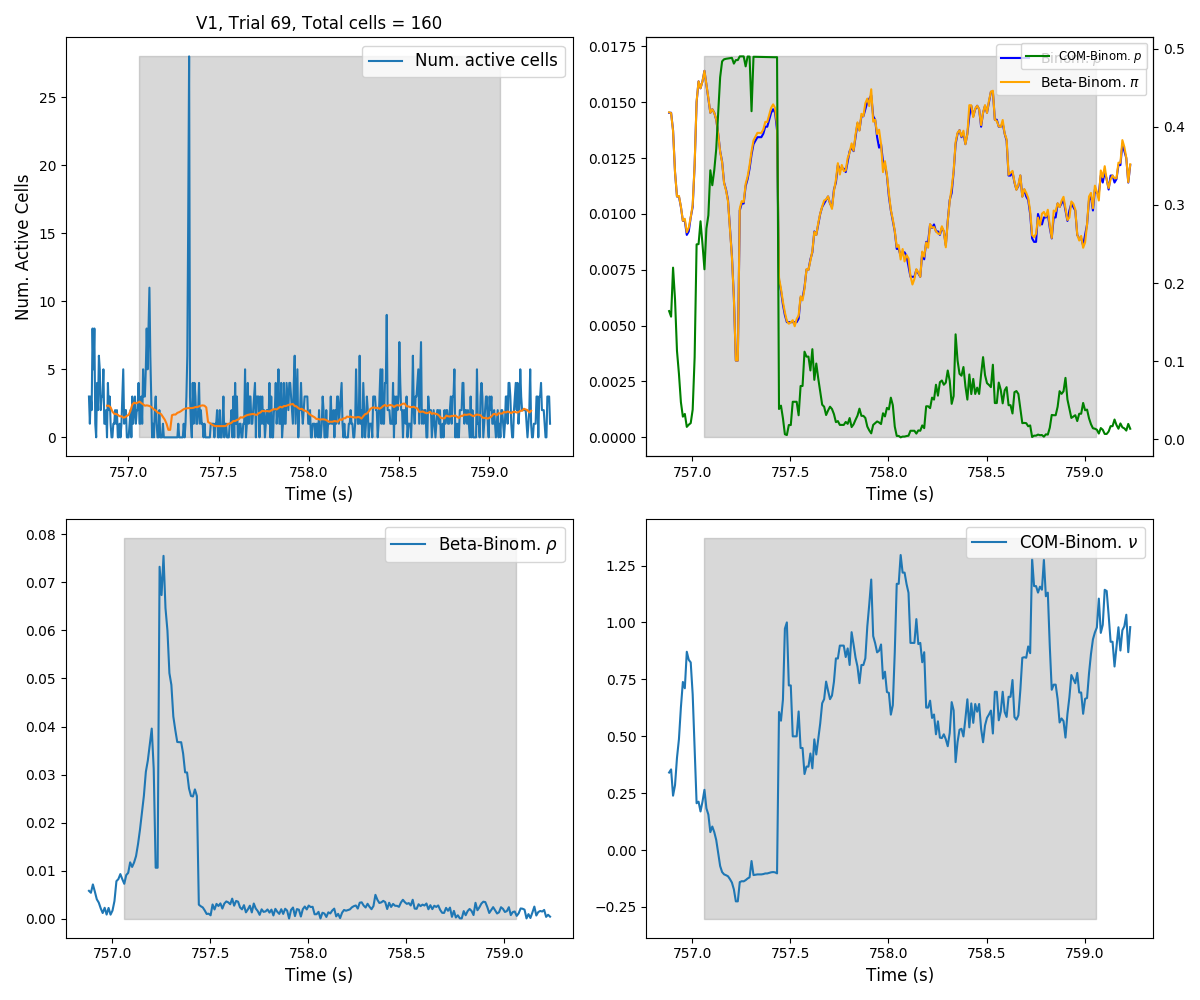 V1, Trial 69, Total cells = 160
Num. active cells
Num. Active Cells
25
20
15
10
5
0
757.0 757.5 758.0 758.5 759.0
Time (s)
COM-Binom. p
Beta-Binom. π
0.0175
0.0150
0.0125
0.0100
0.0075
0.0050
0.0025
0.0000
0.5
0.4
0.3
0.2
0.1
0.0
757.0 757.5 758.0 758.5 759.0
Time (s)
Beta-Binom. ρ
0.08
0.07
0.06
0.05
0.04
0.03
0.02
0.01
0.00
757.0 757.5 758.0 758.5 759.0
Time (s)
COM-Binom. ν
1.25
1.00
0.75
0.50
0.25
0.00
−0.25
757.0 757.5 758.0 758.5 759.0
Time (s)